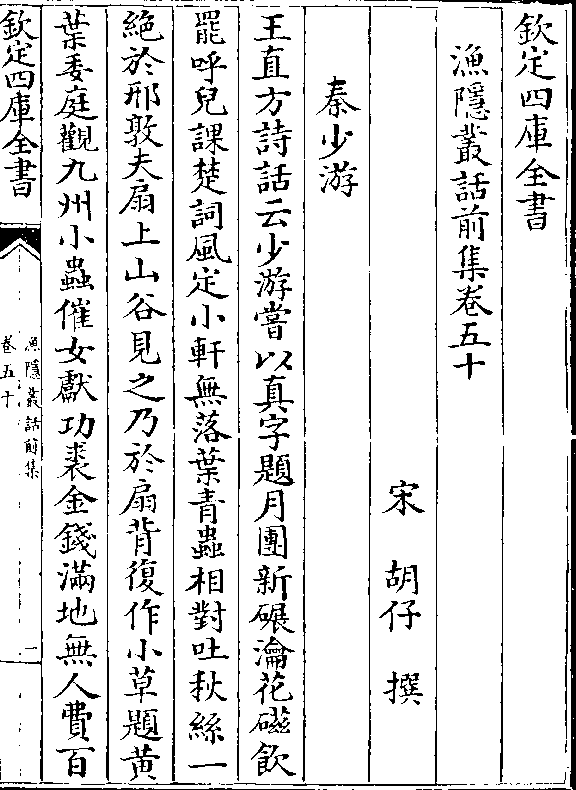 欽定四庫全書
漁隱叢話前集卷五十
宋 胡仔 撰
秦少游
王直方詩話云少游嘗以真字題月團新碾瀹花磁飲
罷呼兒課楚詞風定小軒無落葉青蟲相對吐秋絲一
絶於邢敦夫扇上山谷見之乃於扇背復作小草題黄
葉委庭觀九州小蟲催女獻功裘金錢滿地無人費百
欽定四庫全書
漁隱叢話前集
卷五十
一